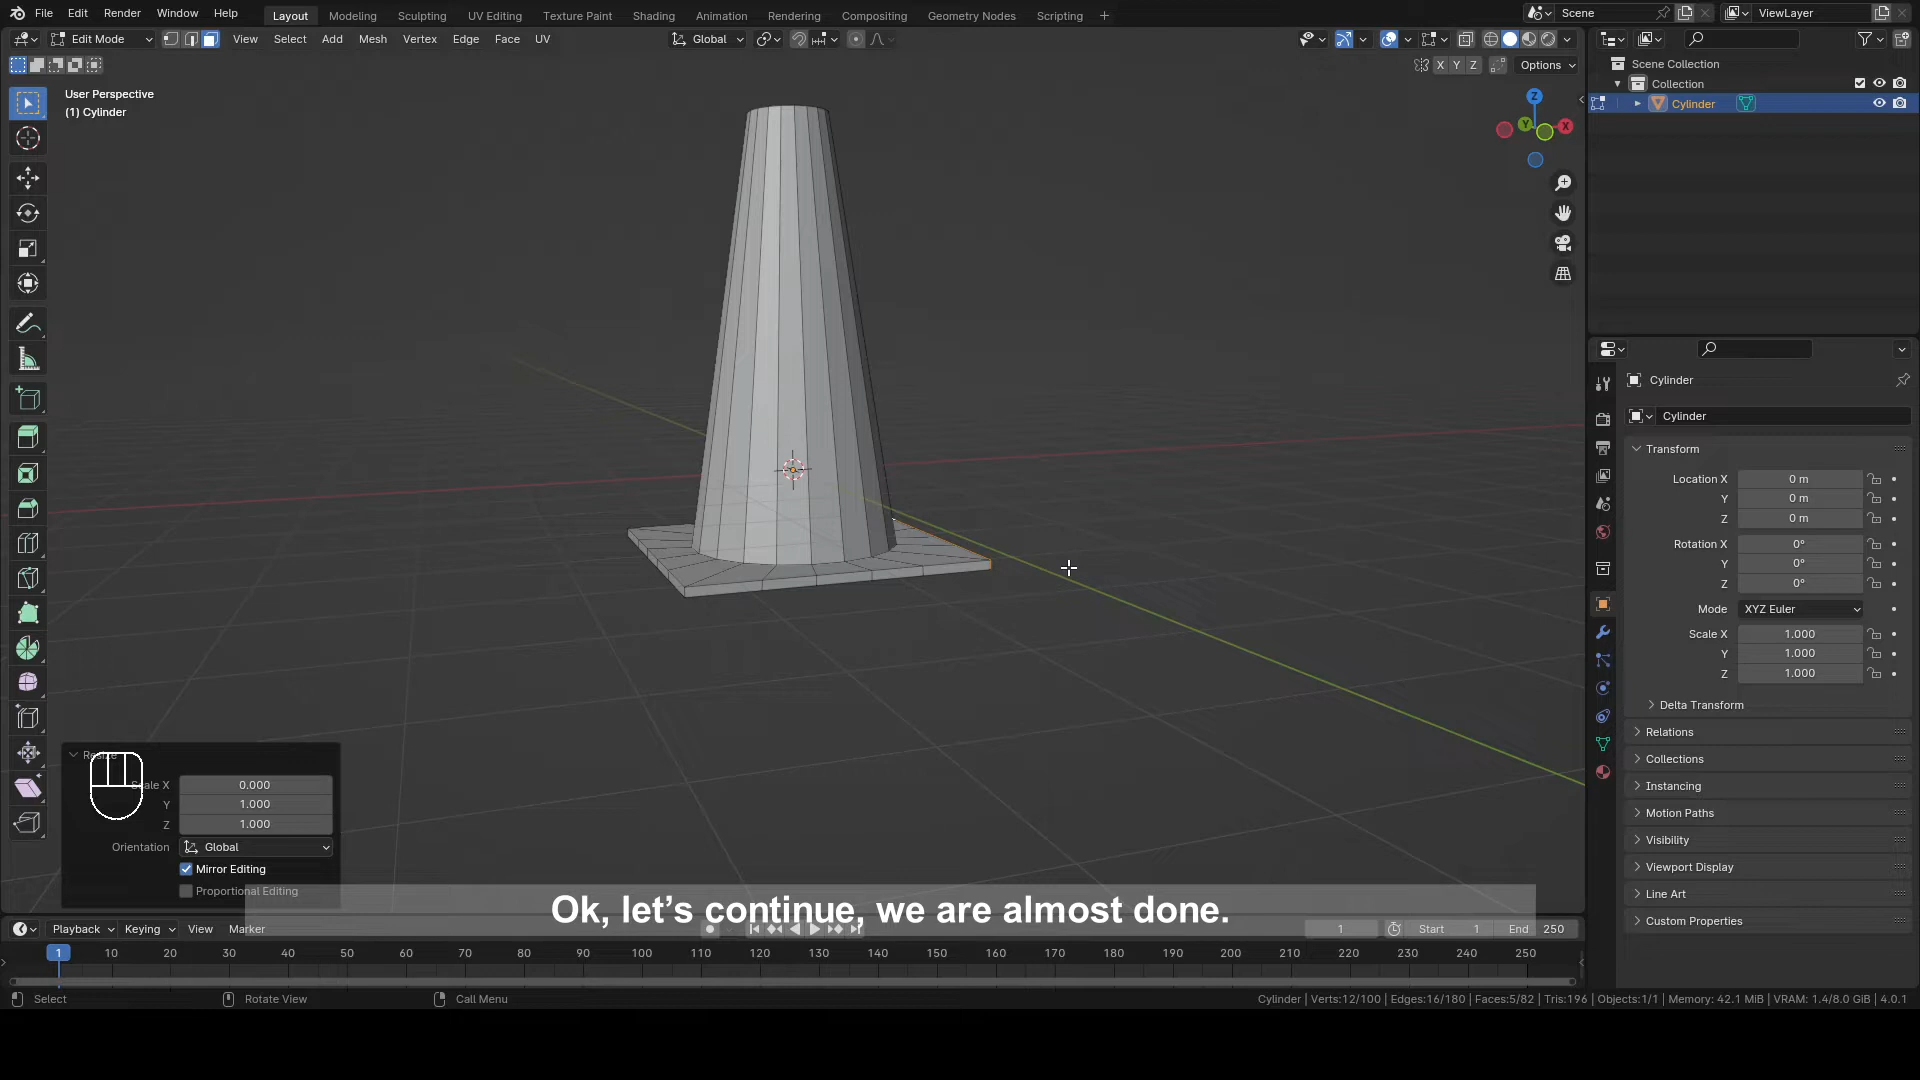 File Edit Render Window Help Layout Modeling Sculpting UV Editing Texture Paint Shading Animation Rendering Compositing Geometry Nodes Scripting + Scene ViewLayer
Edit Mode View Select Add Mesh Vertex Edge Face UV Global
X Y Z Options
User Perspective
(1) Cylinder
Z
Y X
Scene Collection
Collection
Cylinder
Cylinder
Cylinder
Transform
Location X 0 m
Y 0 m
Z 0 m
Rotation X 0°
Y 0°
Z 0°
Mode XYZ Euler
Scale X 1.000
Y 1.000
Z 1.000
Delta Transform
Relations
Collections
Instancing
Motion Paths
Visibility
Viewport Display
Line Art
Custom Properties
Resize
Scale X 0.000
Y 1.000
Z 1.000
Orientation Global
Mirror Editing
Proportional Editing
Ok, let’s continue, we are almost done.
Playback Keying View Marker 1 Start 1 End 250
1 10 20 30 40 50 60 70 80 90 100 110 120 130 140 150 160 170 180 190 200 210 220 230 240 250
Select Rotate View Call Menu Cylinder | Verts:12/100 | Edges:16/180 | Faces:5/82 | Tris:196 | Objects:1/1 | Memory: 42.1 MiB | VRAM: 1.4/8.0 GiB | 4.0.1